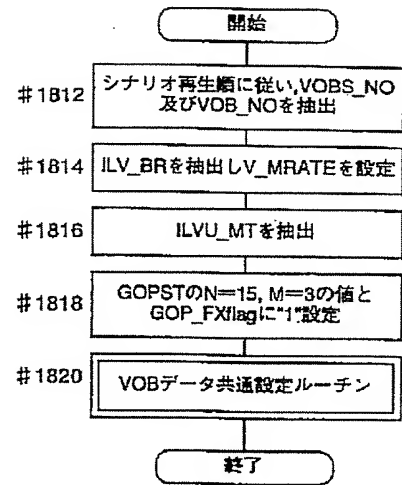 開始
#1812
シナリオ再生順に従い,VOBS_NO
及びVOB_NOを抽出
#1814
ILV_BRを抽出しV_MRATEを設定
#1816
ILVU_MTを抽出
#1818
GOPSTのN=15, M=3の値と
GOP_FXflagに"1"設定
#1820
VOBデータ共通設定ルーチン
終了